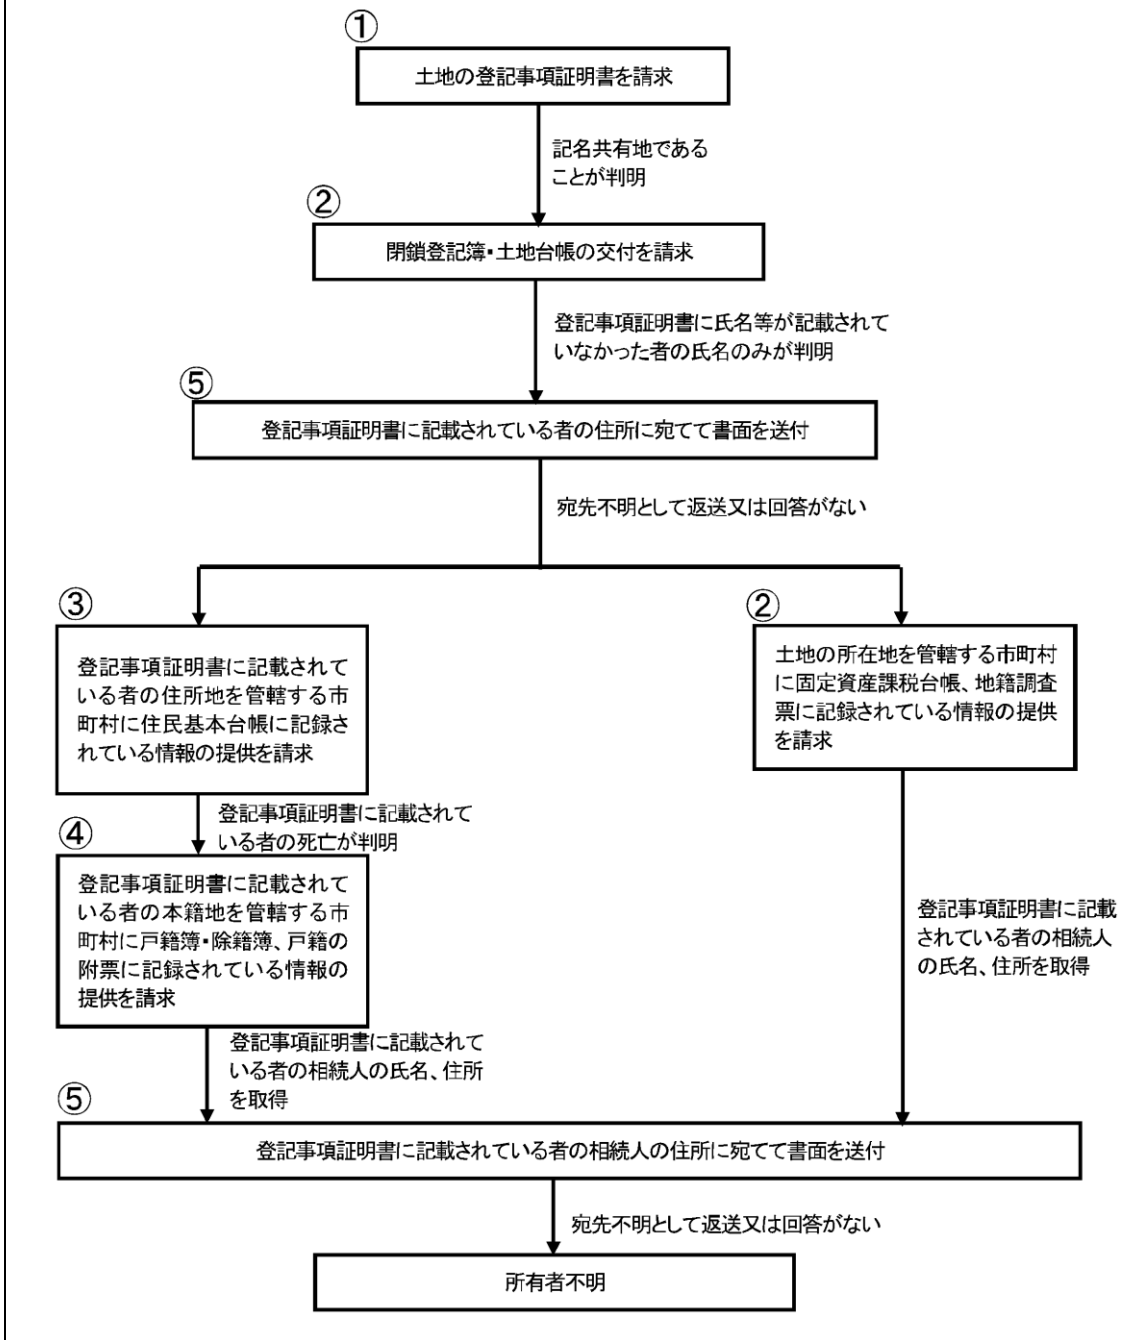 ①
土地の登記事項証明書を請求
記名共有地である
ことが判明
②
閉鎖登記簿・土地台帳の交付を請求
登記事項証明書に氏名等が記載されて
いなかった者の氏名のみが判明
⑤
登記事項証明書に記載されている者の住所に宛てて書面を送付
宛先不明として返送又は回答がない
③
登記事項証明書に記載されて
いる者の住所地を管轄する市
町村に住民基本台帳に記録さ
れている情報の提供を請求
登記事項証明書に記載されて
いる者の死亡が判明
④
登記事項証明書に記載されて
いる者の本籍地を管轄する市
町村に戸籍簿・除籍簿、戸籍の
附票に記録されている情報の
提供を請求
登記事項証明書に記載されて
いる者の相続人の氏名、住所
を取得
②
土地の所在地を管轄する市町村
に固定資産課税台帳、地籍調査
票に記録されている情報の提供
を請求
登記事項証明書に記載
されている者の相続人
の氏名、住所を取得
⑤
登記事項証明書に記載されている者の相続人の住所に宛てて書面を送付
宛先不明として返送又は回答がない
所有者不明